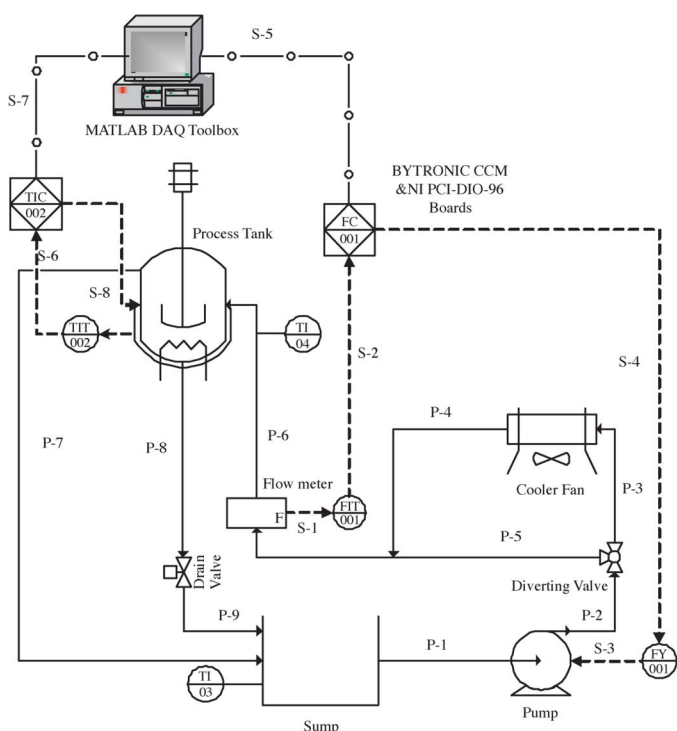 S-5
S-7
MATLAB DAQ Toolbox
BYTRONIC CCM
&NI PCI-DIO-96
Boards
TIC
002
FC
001
Process Tank
S-6
S-8
TIT
002
TI
04
S-2
S-4
P-4
P-7
P-8
P-6
Cooler Fan
P-3
Flow meter
F
S-1
FIT
001
P-5
Drain
Valve
Diverting Valve
P-9
P-2
P-1
S-3
FY
001
TI
03
Sump
Pump